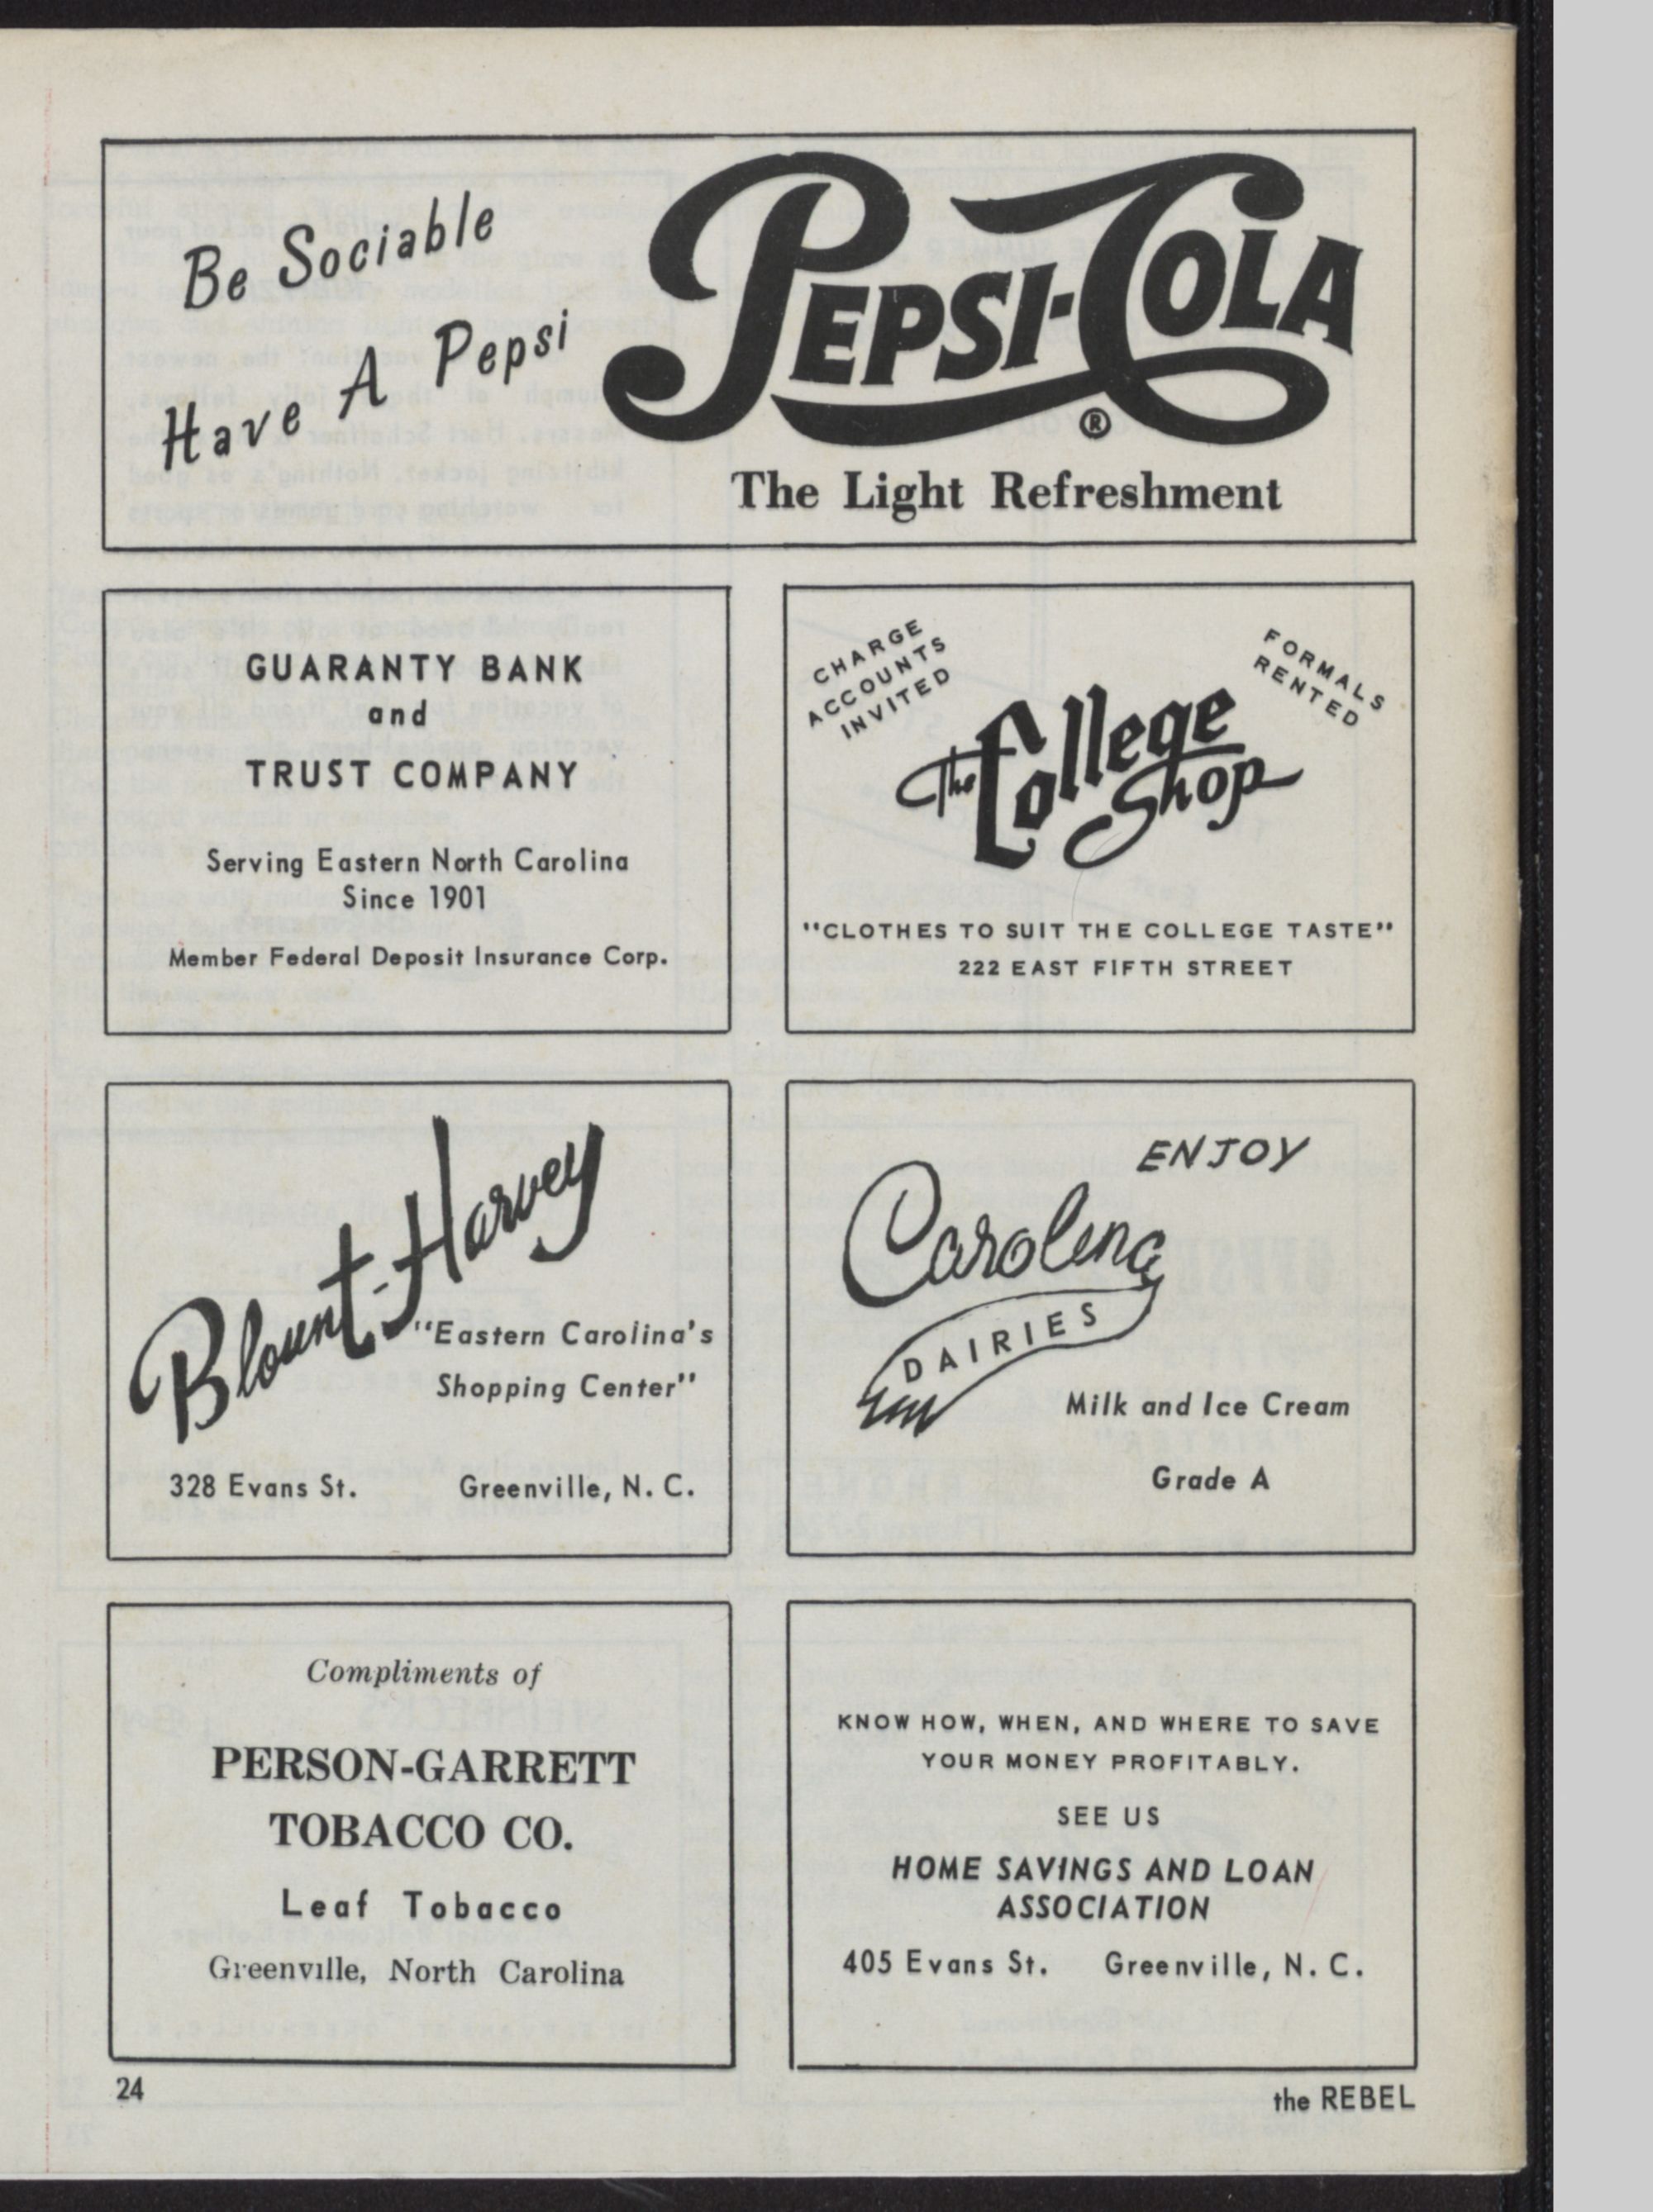 Be Sociable
Have A Pepsi
PEPSI-COLA
®
The Light Refreshment
GUARANTY BANK
and
TRUST COMPANY
Serving Eastern North Carolina
Since 1901
Member Federal Deposit Insurance Corp.
CHARGE
ACCOUNTS
INVITED
FORMALS
RENTED
The College
Shop
"CLOTHES TO SUIT THE COLLEGE TASTE"
222 EAST FIFTH STREET
Blount-Harvey
"Eastern Carolina's
Shopping Center"
328 Evans St. Greenville, N. C.
ENJOY
Carolina
DAIRIES
Milk and Ice Cream
Grade A
Compliments of
PERSON-GARRETT
TOBACCO CO.
Leaf Tobacco
Greenville, North Carolina
KNOW HOW, WHEN, AND WHERE TO SAVE
YOUR MONEY PROFITABLY.
SEE US
HOME SAVINGS AND LOAN
ASSOCIATION
405 Evans St. Greenville, N. C.
24
the REBEL